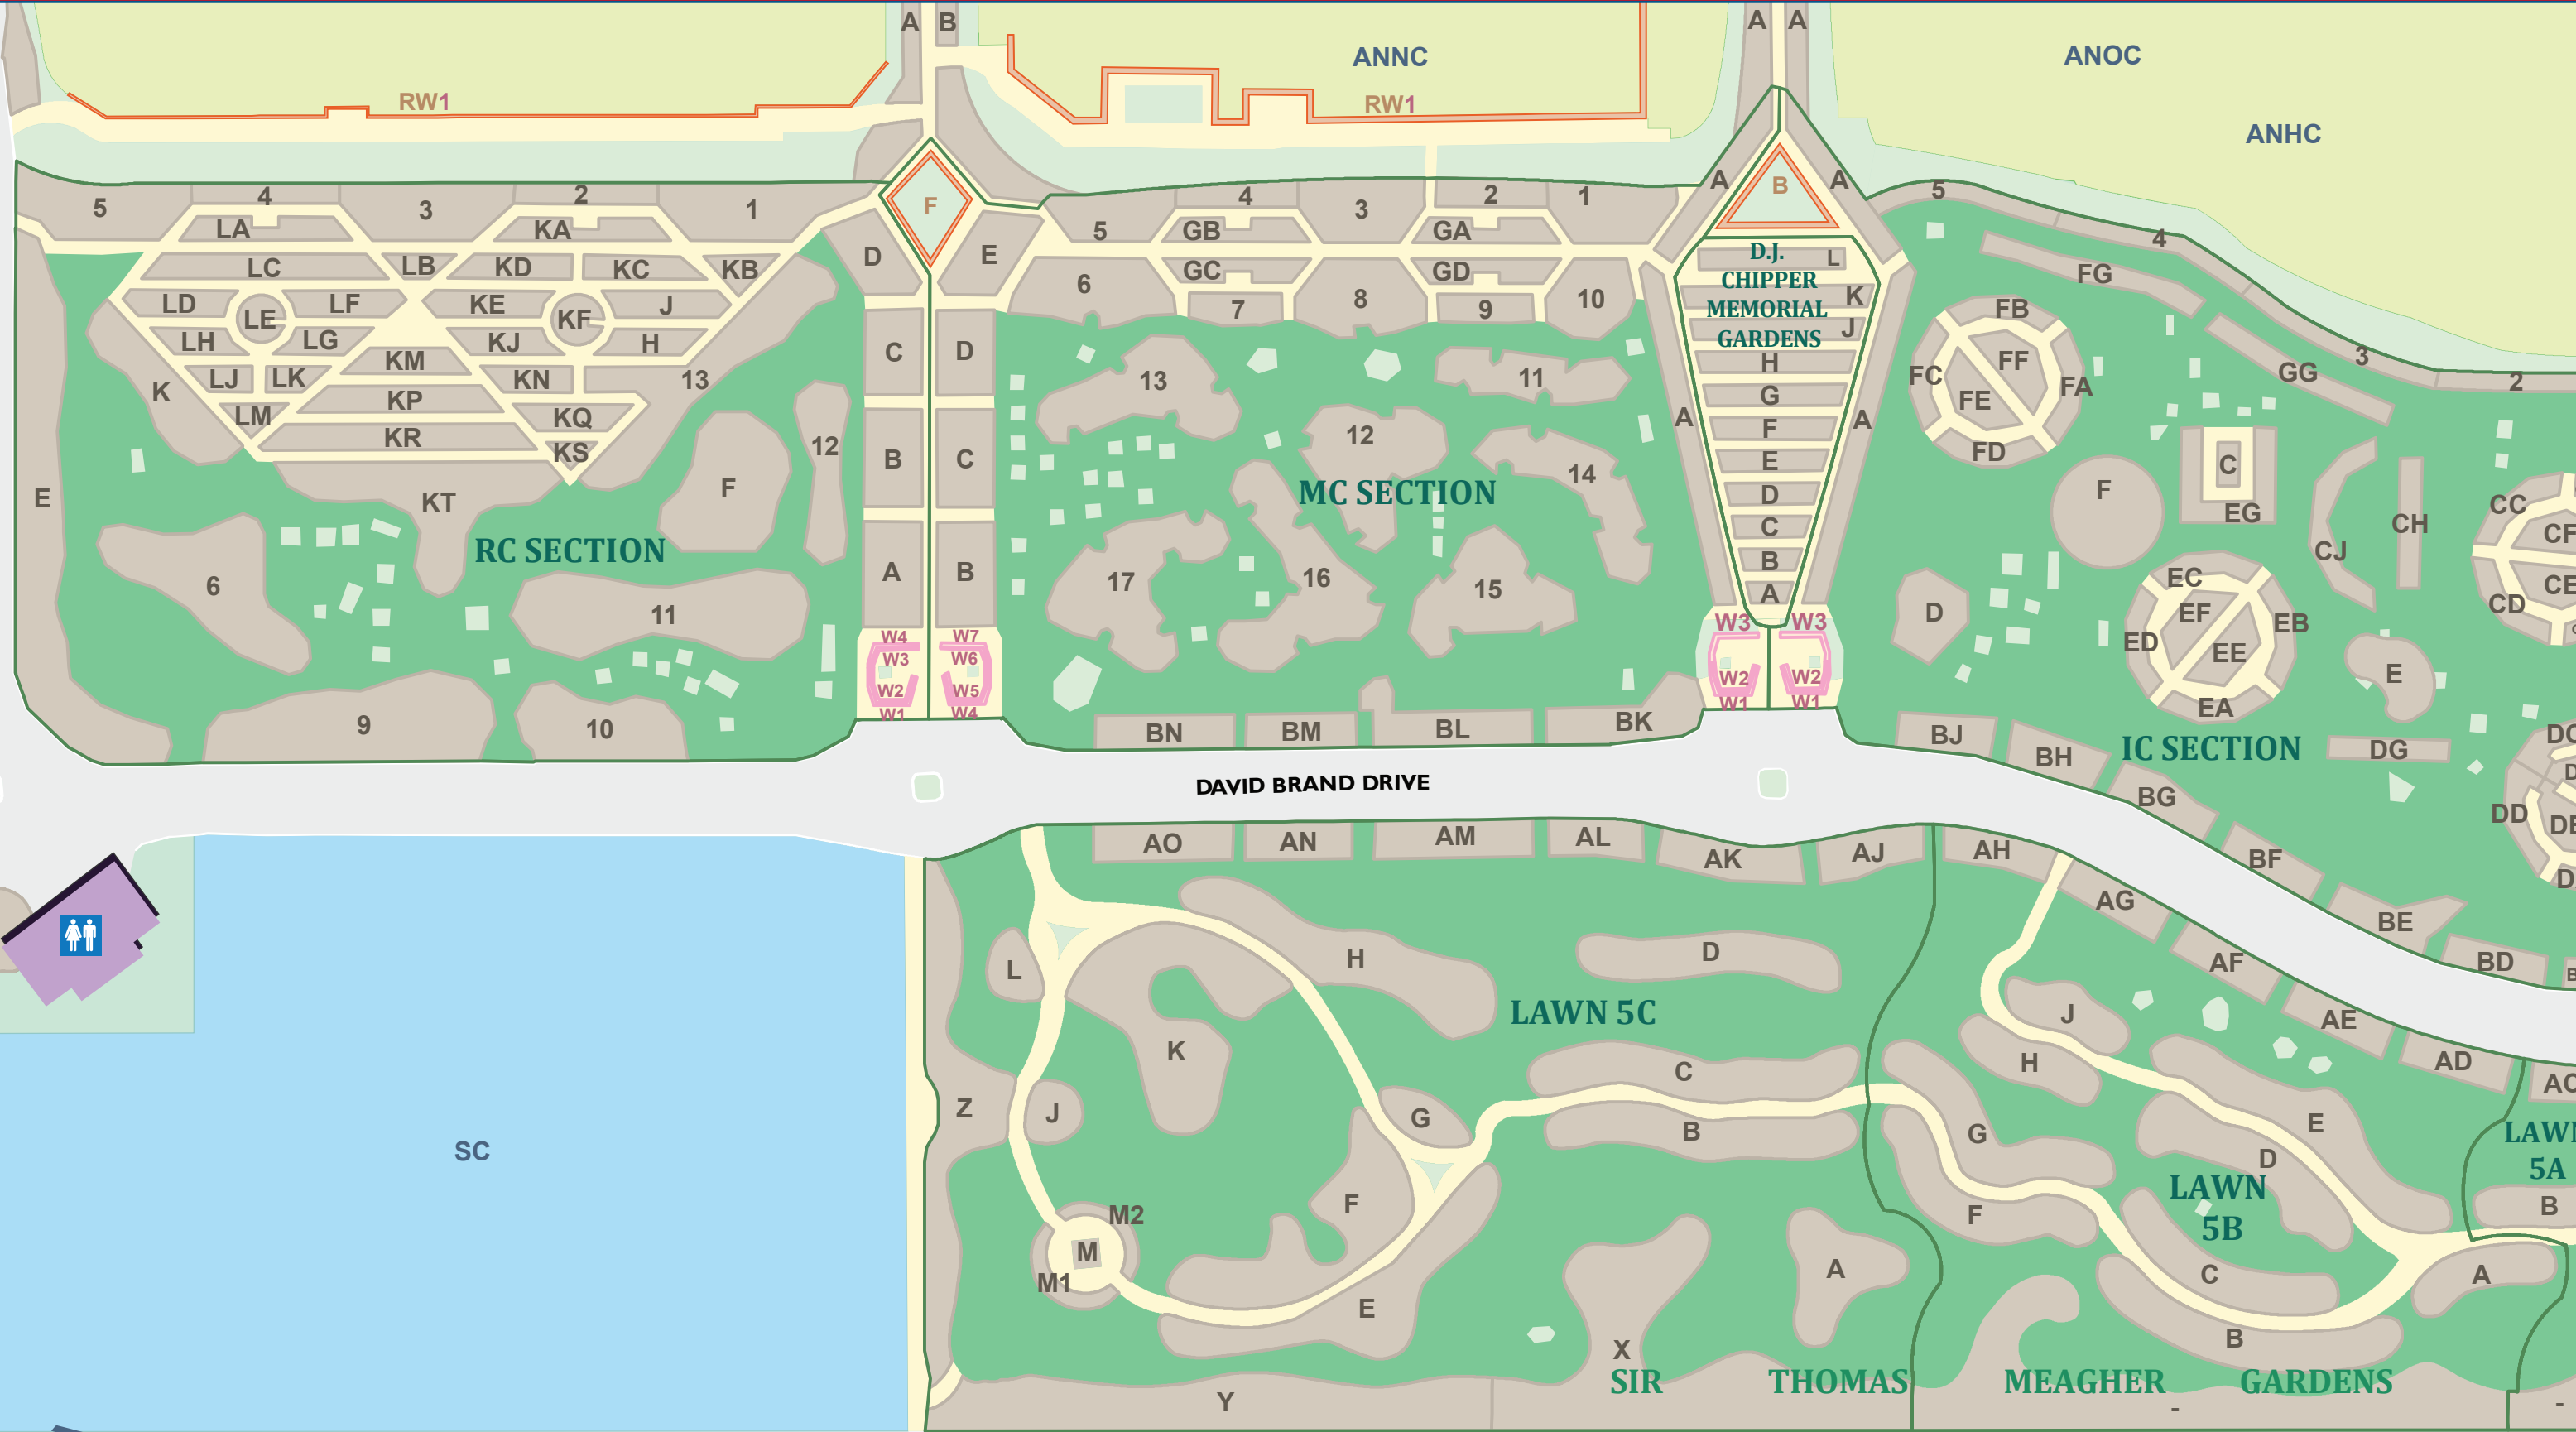 A B
A A
ANNC
ANOC
RW1
RW1
ANHC
5 4 3 2 1
F
4 3 2 1
5
A B A
5
4
3
2
LA KA
D E
GB GA
LC LB KD KC KB
GC GD
6 7 8 9 10
D.J.
CHIPPER
MEMORIAL
GARDENS
L
K
J
H
G
F
E
D
C
B
A
A A
LD LE LF KE KF J
LH LG KJ H
KM
LJ LK KN 13
K
LM KP KQ
KR KS
KT
E
F
12
6
11
9
10
RC SECTION
C D
B C
A B
W4 W7
W3 W6
W2 W5
W1 W4
13 11
12 14
MC SECTION
17 16 15
W3 W3
W2 W2
W1 W1
BN BM BL BK
FG
FB
FF
FC FA
FE
FD
GG
F
C
EG
CJ
CH
CC
CF
CE
CD
D
EC
EF
EB
ED
EE
EA
E
IC SECTION
DG
DD
BJ BH BG BF BE BD
DAVID BRAND DRIVE
AO AN AM AL AK AJ AH
AG
AF
AE
AD
AC
L
H
D
LAWN 5C
K
J
Z
C
B
G
F
M2
M
M1
E
X
A
Y
J
H
G
F
E
D
LAWN
5B
C
B
A
LAWN
5A
B
SC
SIR THOMAS MEAGHER GARDENS
- -